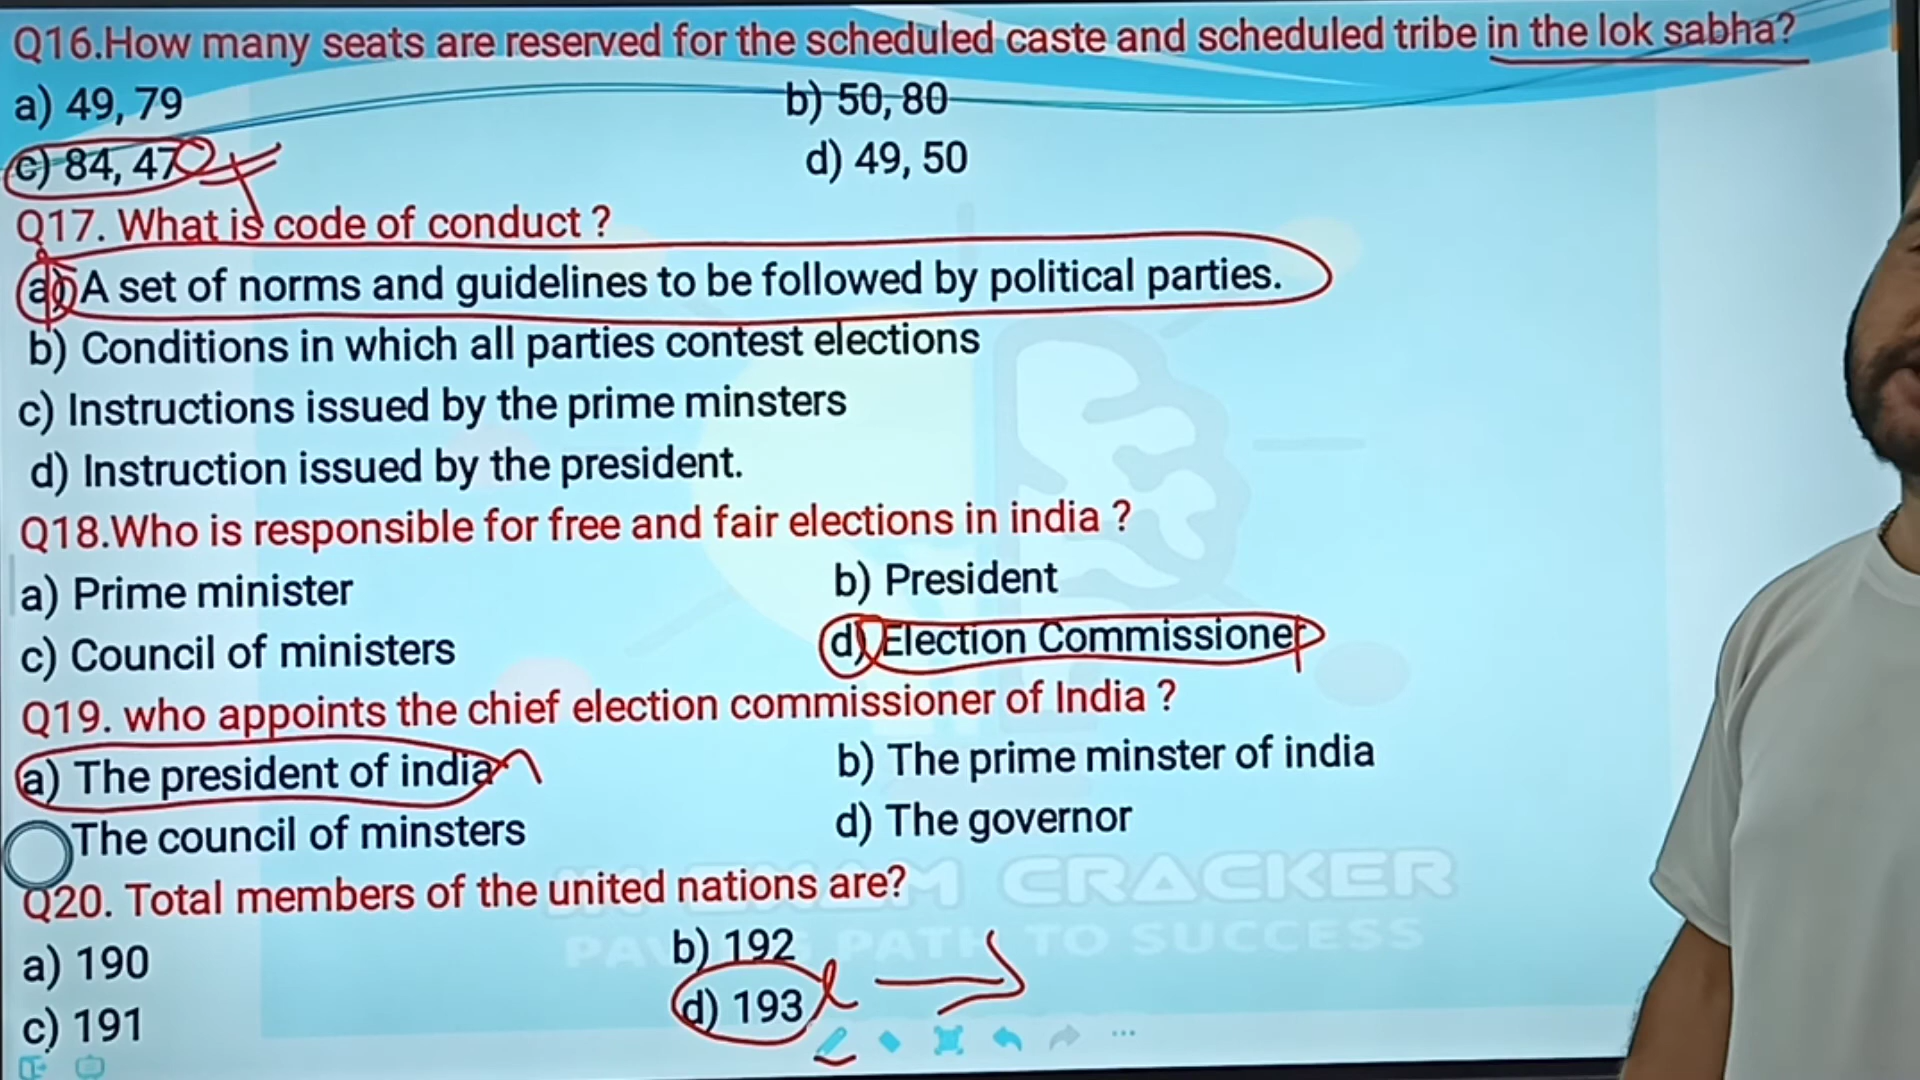 Q16.How many seats are reserved for the scheduled caste and scheduled tribe in the lok sabha?
a) 49, 79
b) 50, 80
c) 84, 47
d) 49, 50
Q17. What is code of conduct ?
a) A set of norms and guidelines to be followed by political parties.
b) Conditions in which all parties contest elections
c) Instructions issued by the prime minsters
d) Instruction issued by the president.
Q18.Who is responsible for free and fair elections in india ?
a) Prime minister
b) President
c) Council of ministers
d) Election Commissioner
Q19. who appoints the chief election commissioner of India ?
a) The president of india
b) The prime minster of india
The council of minsters
d) The governor
Q20. Total members of the united nations are?
a) 190
b) 192
c) 191
d) 193
CRACKER
PATH TO SUCCESS